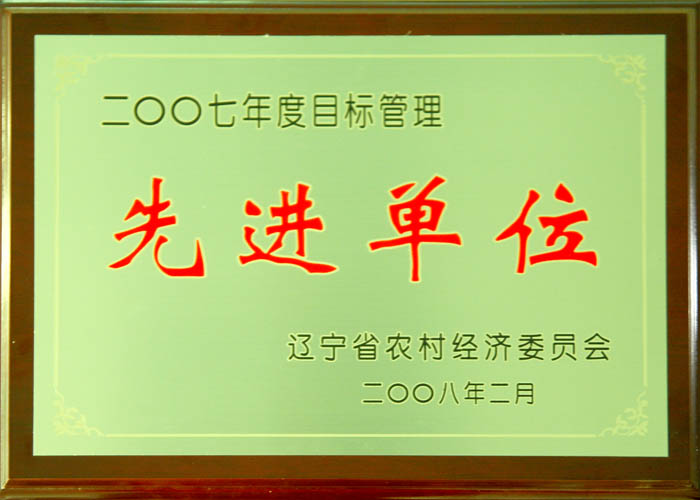 二〇〇七年度目标管理
先进单位
辽宁省农村经济委员会
二〇〇八年二月